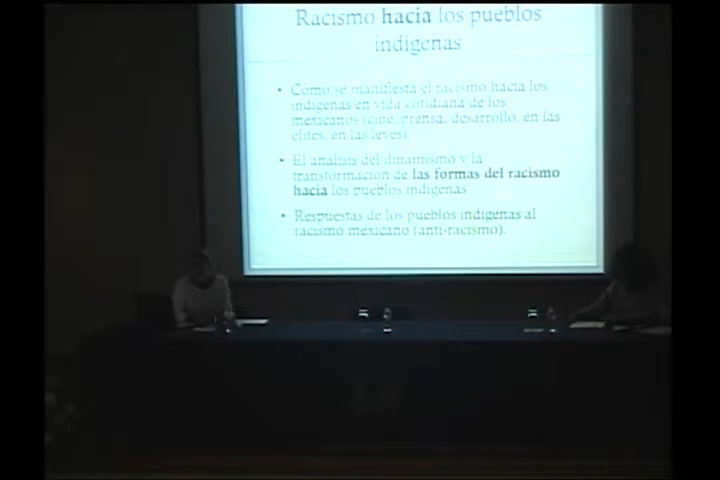 Racismo hacia los pueblos
indígenas
• Cómo se manifiesta el racismo hacia los
indígenas en vida cotidiana de los
mexicanos (cine, prensa, desarrollo, en las
elites, en las leyes)
• El analisis del dinamismo y la
transformación de las formas del racismo
hacia los pueblos indígenas
• Respuestas de los pueblos indígenas al
racismo mexicano (anti-racismo).